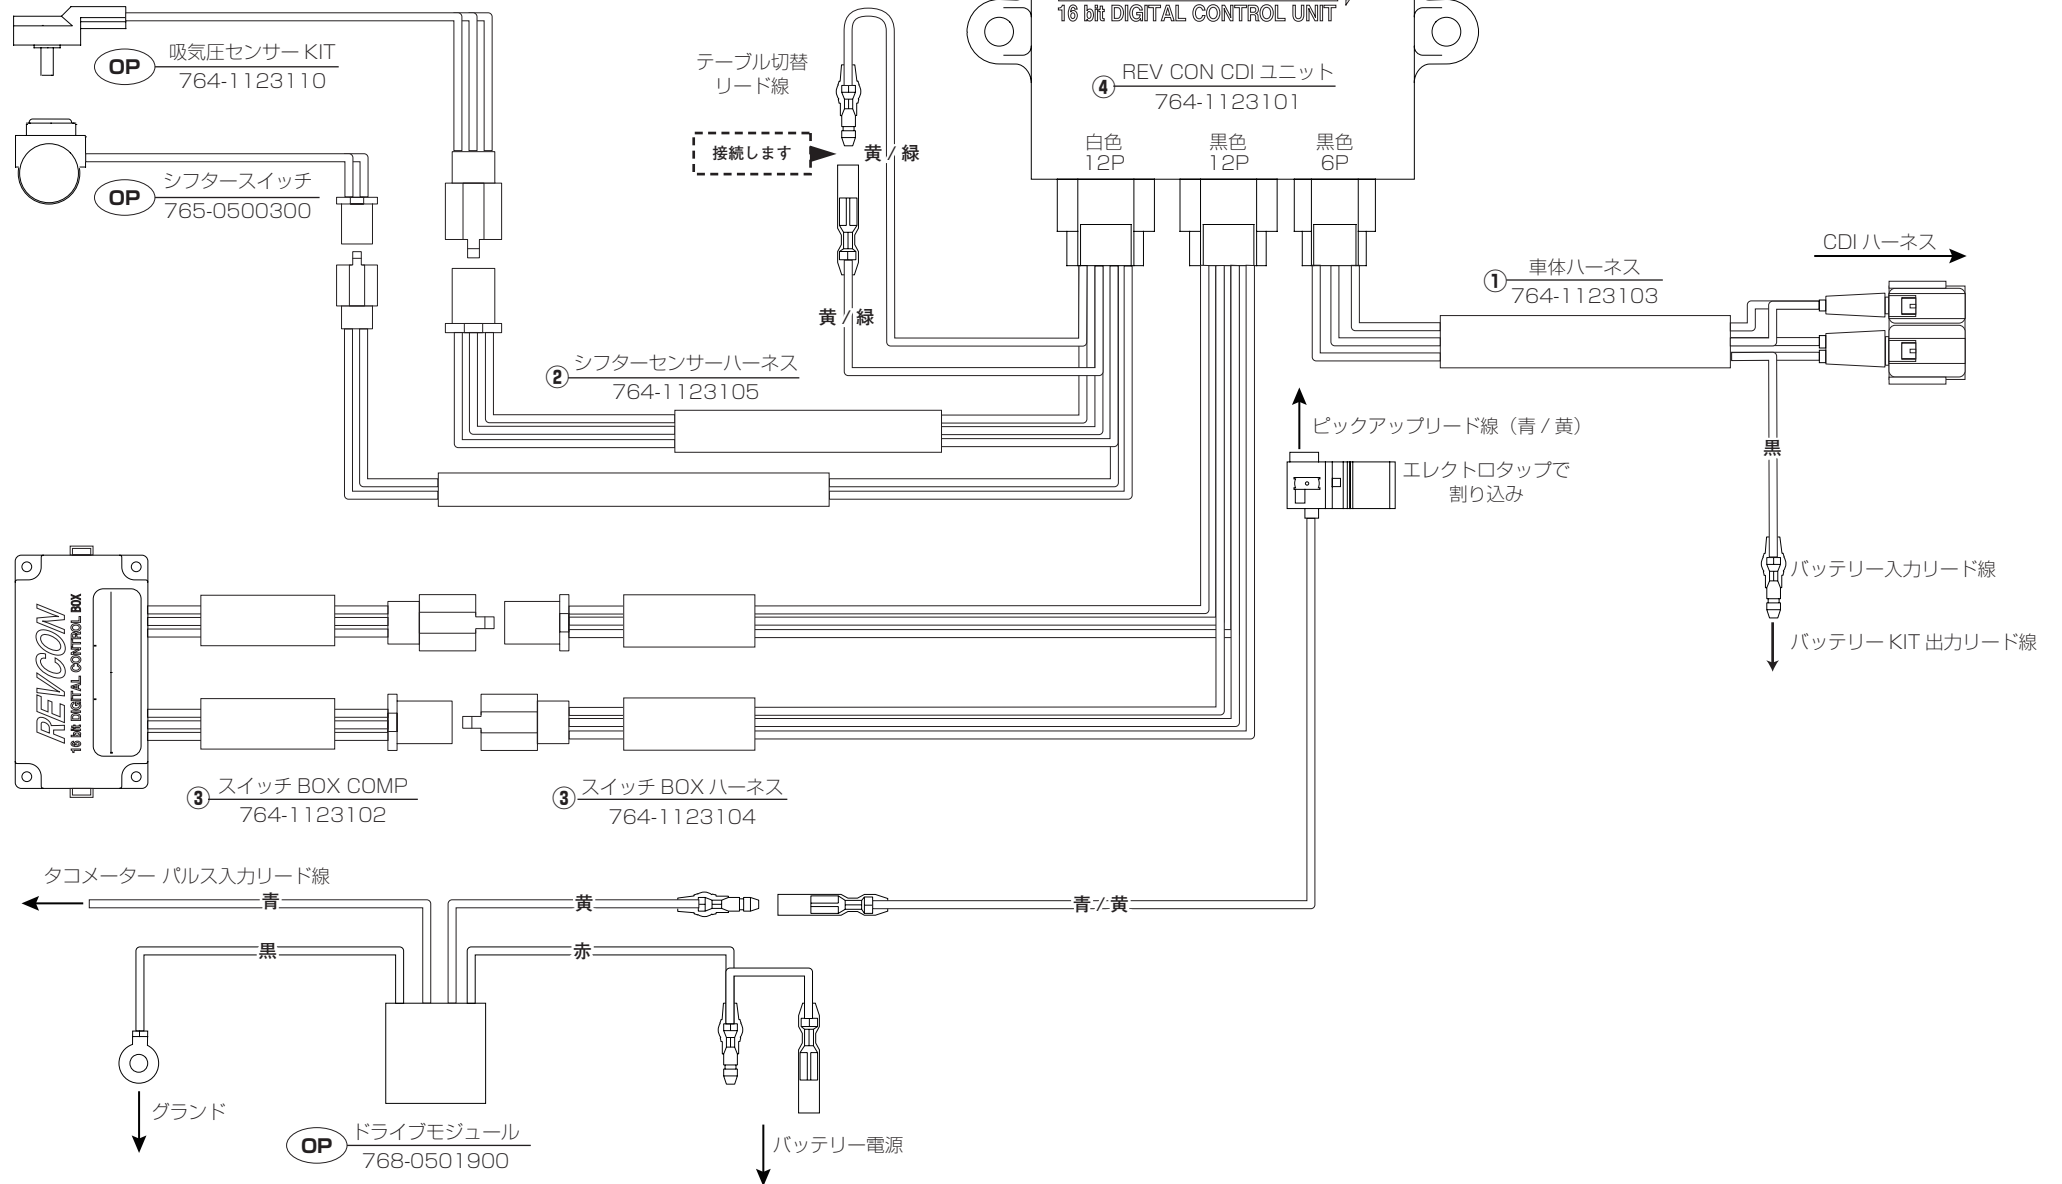 16 bit DIGITAL CONTROL UNIT
OP
吸気圧センサー KIT
764-1123110
テーブル切替
リード線
④
REV CON CDI ユニット
764-1123101
接続します
黄 / 緑
白色
12P
黒色
12P
黒色
6P
OP
シフタースイッチ
765-0500300
CDI ハーネス
①
車体ハーネス
764-1123103
黄 / 緑
②
シフターセンサーハーネス
764-1123105
ピックアップリード線（青 / 黄）
エレクトロタップで
割り込み
黒
バッテリー入力リード線
バッテリー KIT 出力リード線
REVCON
16 bit DIGITAL CONTROL BOX
③
スイッチ BOX COMP
764-1123102
③
スイッチ BOX ハーネス
764-1123104
タコメーター パルス入力リード線
青
黄
青 / 黄
黒
赤
グランド
OP
ドライブモジュール
768-0501900
バッテリー電源